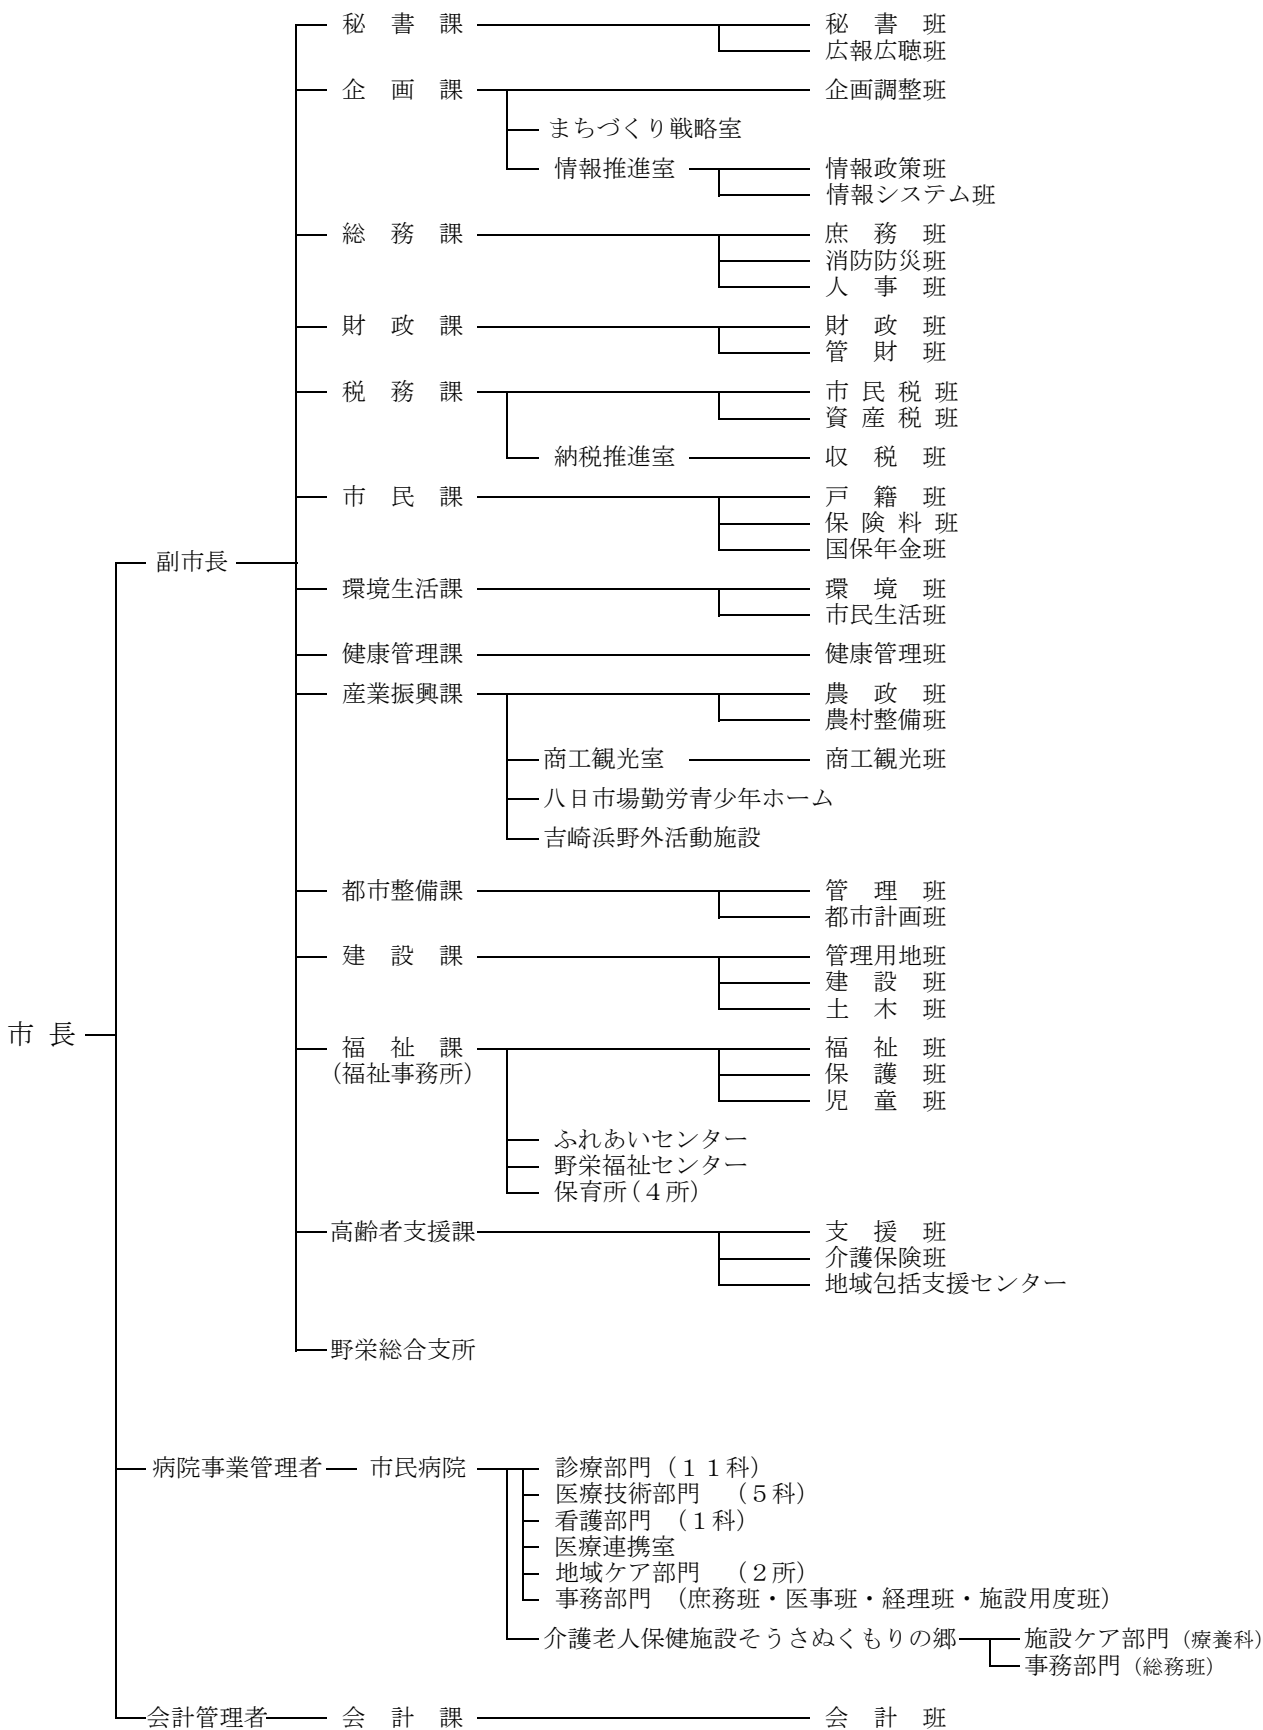 秘書課 秘書班
広報広聴班
企画課 企画調整班
まちづくり戦略室
情報推進室 情報政策班
情報システム班
総務課 庶務班
消防防災班
人事班
財政課 財政班
管財班
税務課 市民税班
資産税班
納税推進室 収税班
市民課 戸籍班
保険料班
国保年金班
副市長
環境生活課 環境班
市民生活班
健康管理課 健康管理班
産業振興課 農政班
農村整備班
商工観光室 商工観光班
八日市場勤労青少年ホーム
吉崎浜野外活動施設
都市整備課 管理班
都市計画班
建設課 管理用地班
建設班
土木班
市長
福祉課 福祉班
(福祉事務所) 保護班
児童班
ふれあいセンター
野栄福祉センター
保育所(4所)
高齢者支援課 支援班
介護保険班
地域包括支援センター
野栄総合支所
病院事業管理者 市民病院 診療部門(11科)
医療技術部門 (5科)
看護部門 (1科)
医療連携室
地域ケア部門 (2所)
事務部門 (庶務班・医事班・経理班・施設用度班)
介護老人保健施設そうさぬくもりの郷 施設ケア部門(療養科)
事務部門(総務班)
会計管理者 会計課 会計班